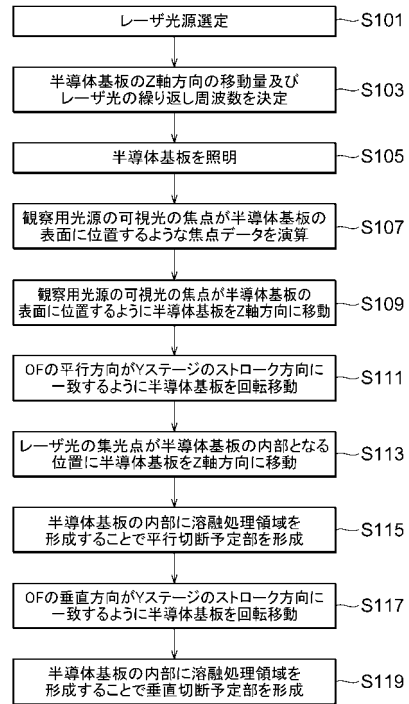 レーザ光源選定
S101
半導体基板のZ軸方向の移動量及び
レーザ光の繰り返し周波数を決定
S103
半導体基板を照明
S105
観察用光源の可視光の焦点が半導体基板の
表面に位置するような焦点データを演算
S107
観察用光源の可視光の焦点が半導体基板の
表面に位置するように半導体基板をZ軸方向に移動
S109
OFの平行方向がYステージのストローク方向に
一致するように半導体基板を回転移動
S111
レーザ光の集光点が半導体基板の内部となる
位置に半導体基板をZ軸方向に移動
S113
半導体基板の内部に溶融処理領域を
形成することで平行切断予定部を形成
S115
OFの垂直方向がYステージのストローク方向に
一致するように半導体基板を回転移動
S117
半導体基板の内部に溶融処理領域を
形成することで垂直切断予定部を形成
S119